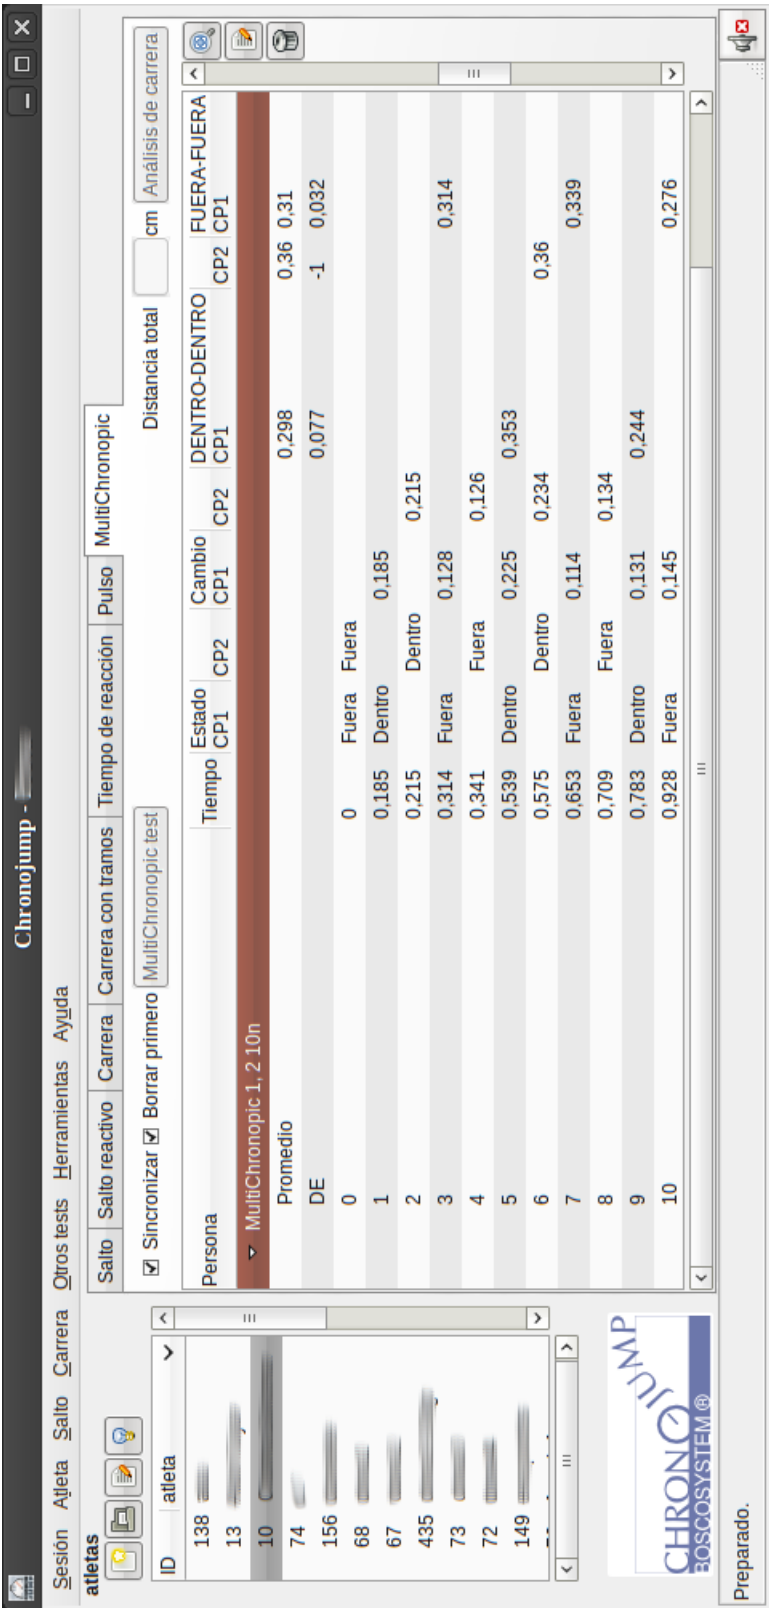 Chronojump -
Sesión Atleta Salto Carrera Otros tests Herramientas Ayuda
atletas
ID atleta
138
13
10
74
156
68
67
435
73
72
149
CHRONOJUMP
BOSCOSYSTEM ®
Salto Salto reactivo Carrera Carrera con tramos Tiempo de reacción Pulso MultiChronopic
Sincronizar Borrar primero MultiChronopic test Distancia total cm Análisis de carrera
Persona Tiempo Estado Cambio DENTRO-DENTRO FUERA-FUERA
CP1 CP2 CP1 CP2 CP1 CP2 CP1
MultiChronopic 1, 2 10n
Promedio 0,298 0,36 0,31
DE 0,077 -1 0,032
0 0 Fuera Fuera
1 0,185 Dentro 0,185
2 0,215 Dentro 0,215
3 0,314 Fuera 0,128 0,314
4 0,341 Fuera 0,126
5 0,539 Dentro 0,225 0,353
6 0,575 Dentro 0,234 0,36
7 0,653 Fuera 0,114 0,339
8 0,709 Fuera 0,134
9 0,783 Dentro 0,131 0,244
10 0,928 Fuera 0,145 0,276
Preparado.